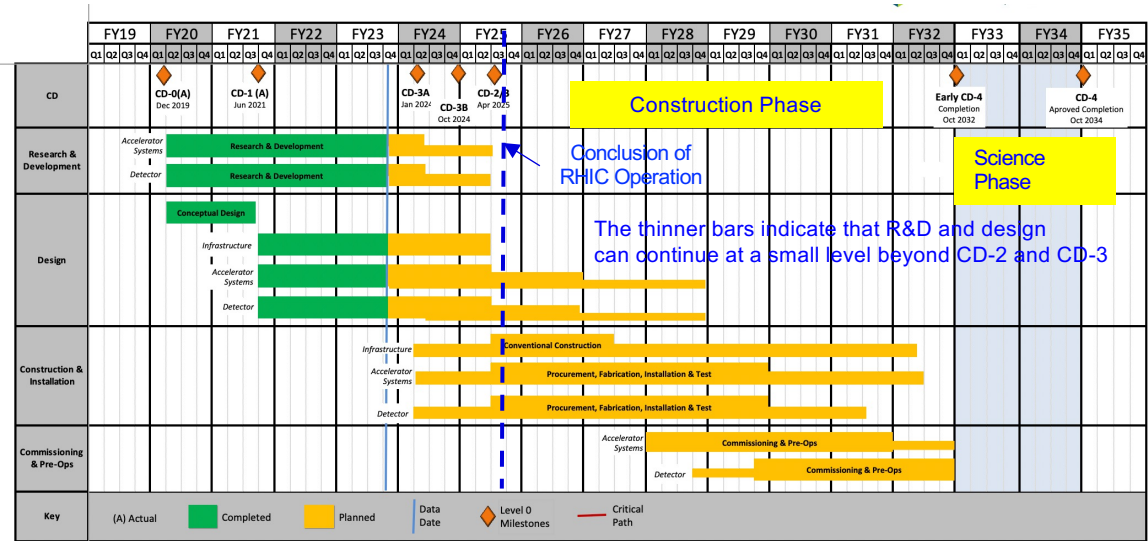 FY19 FY20 FY21 FY22 FY23 FY24 FY25 FY26 FY27 FY28 FY29 FY30 FY31 FY32 FY33 FY34 FY35
Q1 Q2 Q3 Q4 Q1 Q2 Q3 Q4 Q1 Q2 Q3 Q4 Q1 Q2 Q3 Q4 Q1 Q2 Q3 Q4 Q1 Q2 Q3 Q4 Q1 Q2 Q3 Q4 Q1 Q2 Q3 Q4 Q1 Q2 Q3 Q4 Q1 Q2 Q3 Q4 Q1 Q2 Q3 Q4 Q1 Q2 Q3 Q4 Q1 Q2 Q3 Q4 Q1 Q2 Q3 Q4 Q1 Q2 Q3 Q4 Q1 Q2 Q3 Q4 Q1 Q2 Q3 Q4
CD
CD-0(A)
Dec 2019
CD-1 (A)
Jun 2021
CD-3A
Jan 2024
CD-3B
Oct 2024
CD-2/3
Apr 2025
Construction Phase
Early CD-4
Completion
Oct 2032
CD-4
Aproved Completion
Oct 2034
Research &
Development
Accelerator
Systems
Research & Development
Detector
Research & Development
Conclusion of
RHIC Operation
Science
Phase
Design
Conceptual Design
Infrastructure
Accelerator
Systems
Detector
The thinner bars indicate that R&D and design
can continue at a small level beyond CD-2 and CD-3
Construction &
Installation
Infrastructure
Conventional Construction
Accelerator
Systems
Procurement, Fabrication, Installation & Test
Detector
Procurement, Fabrication, Installation & Test
Commissioning
& Pre-Ops
Accelerator
Systems
Commissioning & Pre-Ops
Detector
Commissioning & Pre-Ops
Key
(A) Actual
Completed
Planned
Data
Date
Level 0
Milestones
Critical
Path